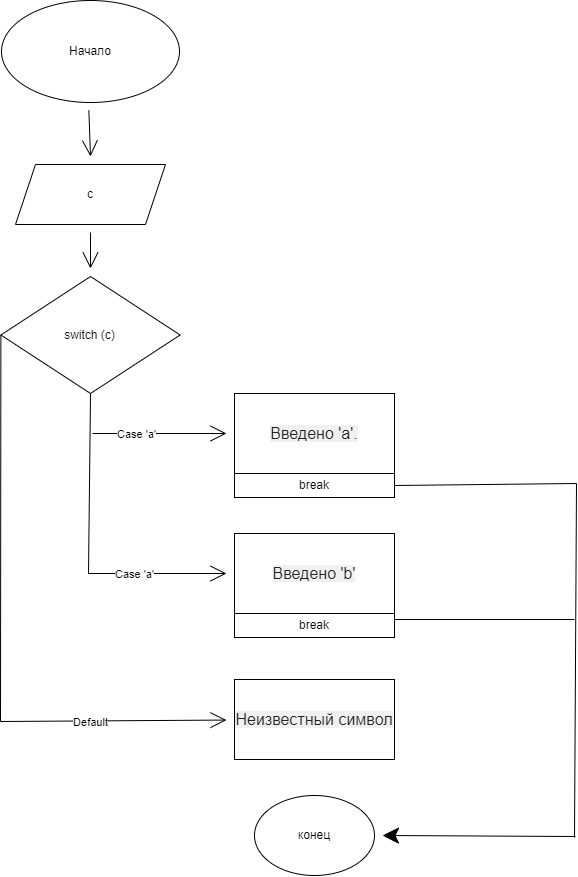 Начало
c
switch (c)
Case 'a'
Введено 'a'.
break
Case 'a'
Введено 'b'
break
Default
Неизвестный символ
конец